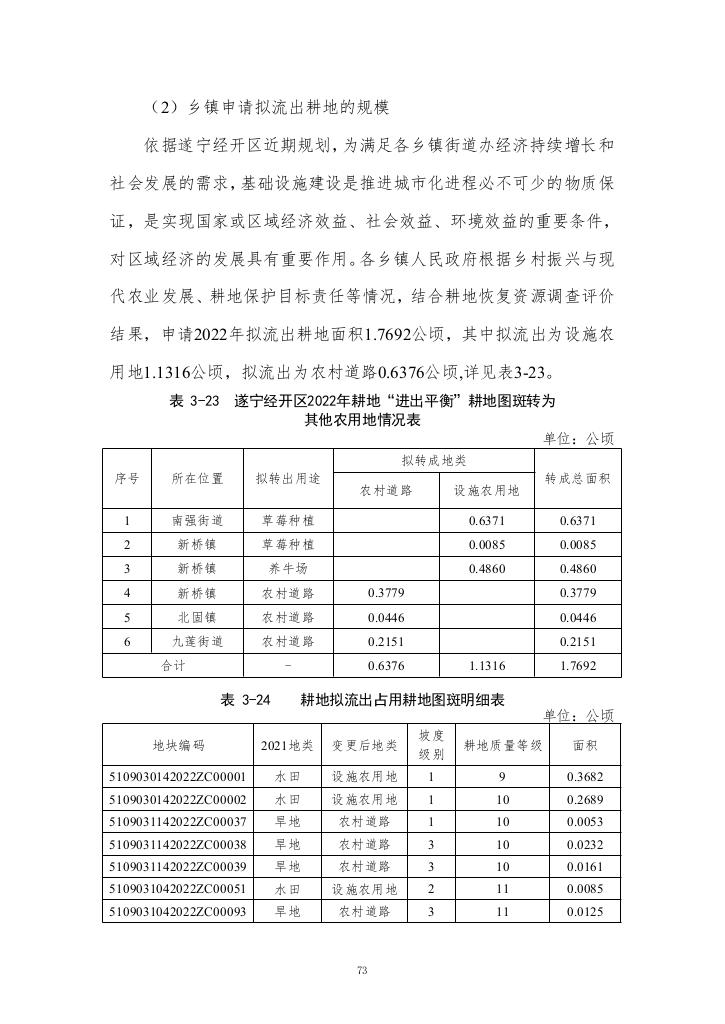 （2）乡镇申请拟流出耕地的规模
依据遂宁经开区近期规划，为满足各乡镇街道办经济持续增长和
社会发展的需求，基础设施建设是推进城市化进程必不可少的物质保
证，是实现国家或区域经济效益、社会效益、环境效益的重要条件，
对区域经济的发展具有重要作用。各乡镇人民政府根据乡村振兴与现
代农业发展、耕地保护目标责任等情况，结合耕地恢复资源调查评价
结果，申请2022年拟流出耕地面积1.7692公顷，其中拟流出为设施农
用地1.1316公顷，拟流出为农村道路0.6376公顷,详见表3-23。
表 3-23 遂宁经开区2022年耕地“进出平衡”耕地图斑转为
其他农用地情况表
单位：公顷
序号 所在位置 拟转出用途 拟转成地类 转成总面积
农村道路 设施农用地
1 南强街道 草莓种植 0.6371 0.6371
2 新桥镇 草莓种植 0.0085 0.0085
3 新桥镇 养牛场 0.4860 0.4860
4 新桥镇 农村道路 0.3779 0.3779
5 北固镇 农村道路 0.0446 0.0446
6 九莲街道 农村道路 0.2151 0.2151
合计 - 0.6376 1.1316 1.7692
表 3-24 耕地拟流出占用耕地图斑明细表
单位：公顷
地块编码 2021地类 变更后地类 坡度级别 耕地质量等级 面积
5109030142022ZC00001 水田 设施农用地 1 9 0.3682
5109030142022ZC00002 水田 设施农用地 1 10 0.2689
5109031142022ZC00037 旱地 农村道路 1 10 0.0053
5109031142022ZC00038 旱地 农村道路 3 10 0.0232
5109031142022ZC00039 旱地 农村道路 3 10 0.0161
5109031042022ZC00051 水田 设施农用地 2 11 0.0085
5109031042022ZC00093 旱地 农村道路 3 11 0.0125
73